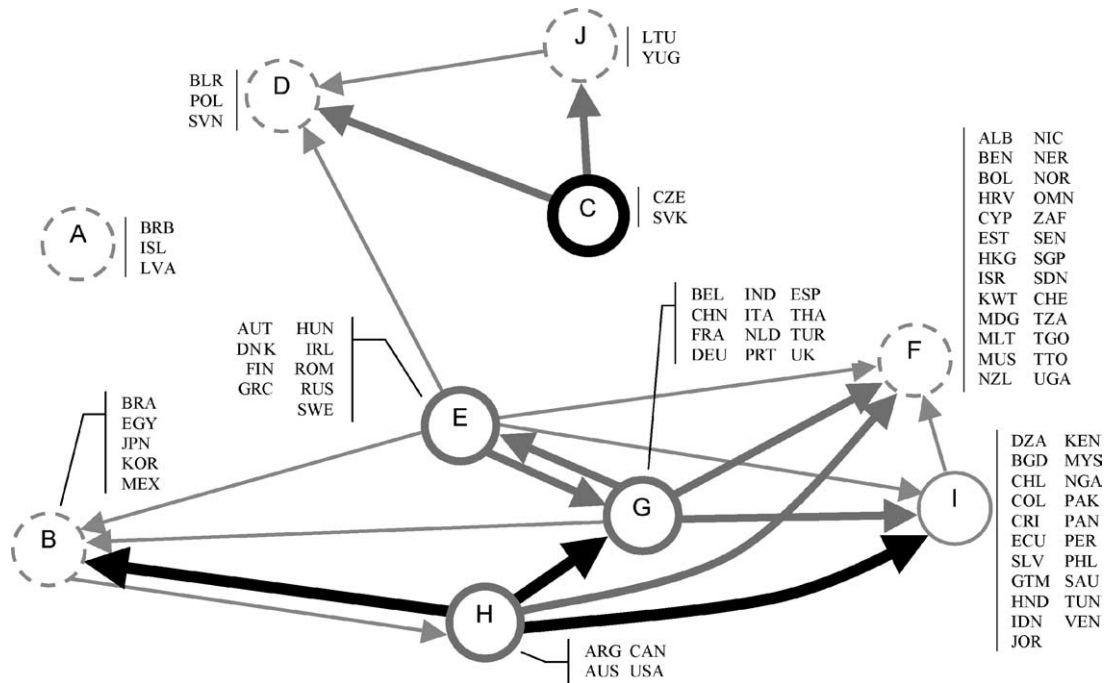 J
LTU
YUG
D
BLR
POL
SVN
C
CZE
SVK
A
BRB
ISL
LVA
ALB NIC
BEN NER
BOL NOR
HRV OMN
CYP ZAF
EST SEN
HKG SGP
ISR SDN
KWT CHE
MDG TZA
MLT TGO
MUS TTO
NZL UGA
F
BEL IND ESP
CHN ITA THA
FRA NLD TUR
DEU PRT UK
AUT HUN
DNK IRL
FIN ROM
GRC RUS
SWE
E
BRA
EGY
JPN
KOR
MEX
B
G
I
DZA KEN
BGD MYS
CHL NGA
COL PAK
CRI PAN
ECU PER
SLV PHL
GTM SAU
HND TUN
IDN VEN
JOR
H
ARG CAN
AUS USA